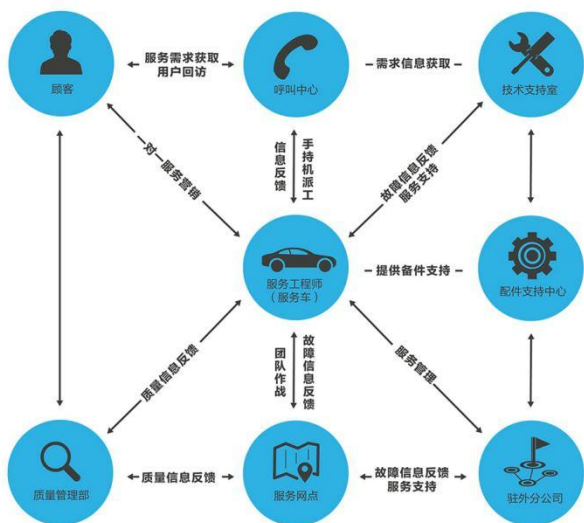 服务需求获取
用户回访
需求信息获取
顾客
呼叫中心
技术支持室
一对一服务营销
信息反馈
手持机派工
故障信息反馈
服务支持
服务工程师
(服务车)
提供备件支持
配件支持中心
质量信息反馈
团队作战
故障信息反馈
服务管理
质量管理部
质量信息反馈
服务网点
故障信息反馈
服务支持
驻外分公司